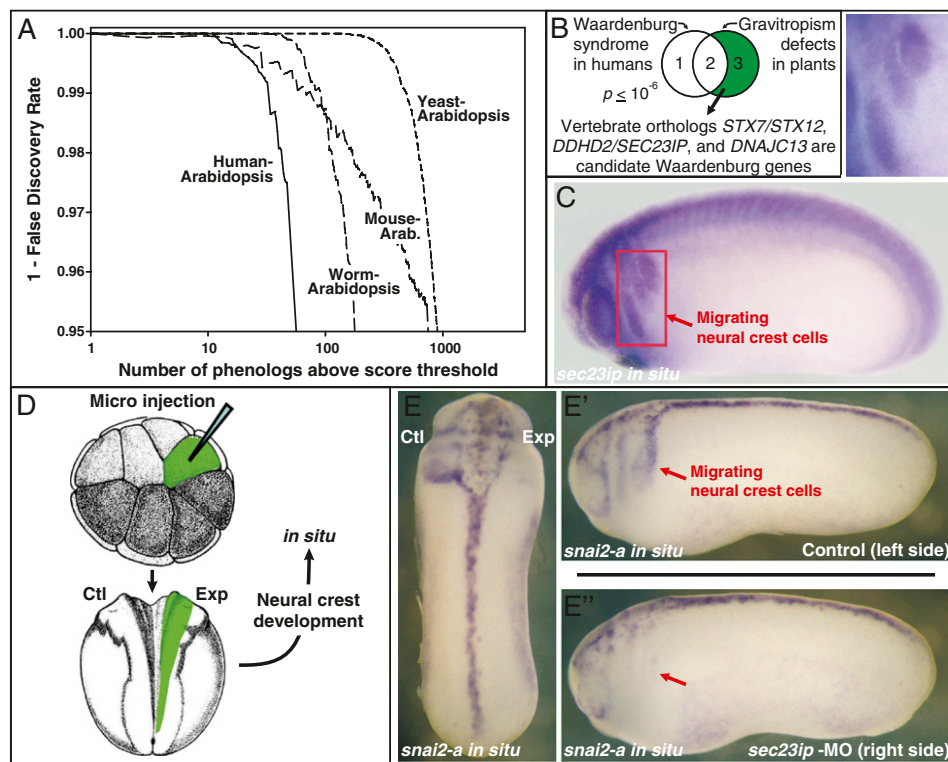 A
1 - False Discovery Rate
1.00
0.99
0.98
0.97
0.96
0.95
1
10
100
1000
Number of phenologs above score threshold
Yeast-
Arabidopsis
Human-
Arabidopsis
Mouse-
Arab.
Worm-
Arabidopsis
B
Waardenburg
syndrome
in humans
Gravitropism
defects
in plants
1
2
3
p ≤ 10-6
Vertebrate orthologs STX7/STX12,
DDHD2/SEC23IP, and DNAJC13 are
candidate Waardenburg genes
C
Migrating
neural crest cells
sec23ip in situ
D
Micro injection
Ctl
Exp
in situ
Neural crest
development
E
Ctl
Exp
snai2-a in situ
E'
Migrating
neural crest cells
snai2-a in situ
Control (left side)
E"
snai2-a in situ
sec23ip -MO (right side)